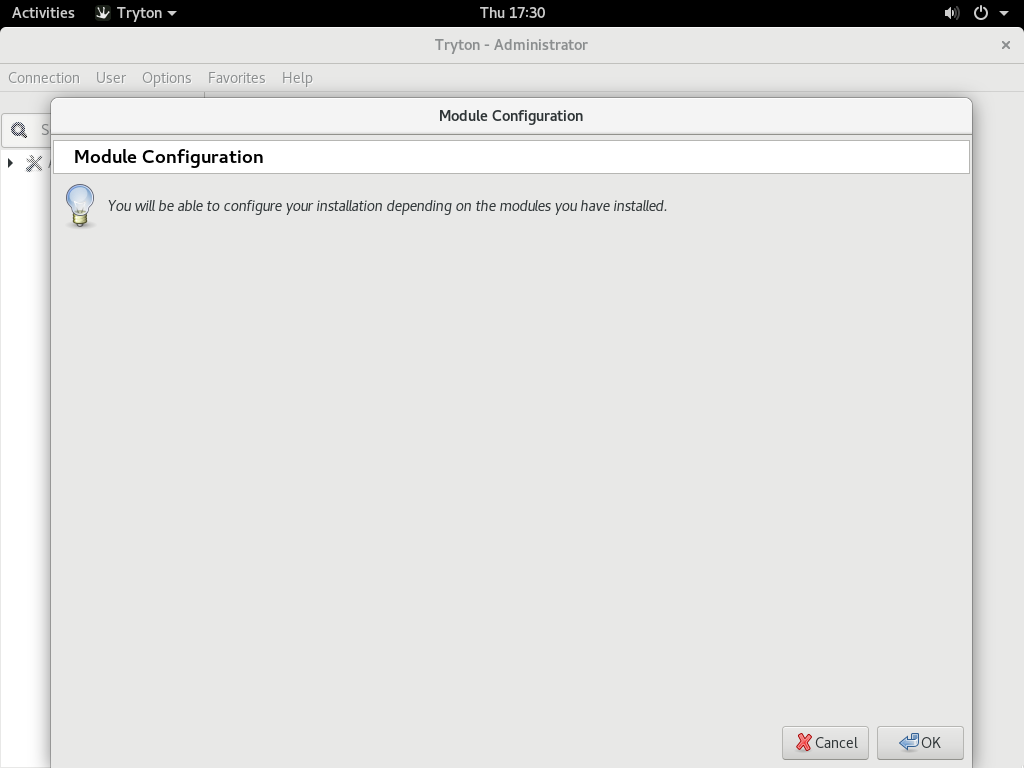 Activities Tryton Thu 17:30
Tryton - Administrator
Connection User Options Favorites Help
Module Configuration
S
Module Configuration
You will be able to configure your installation depending on the modules you have installed.
Cancel OK